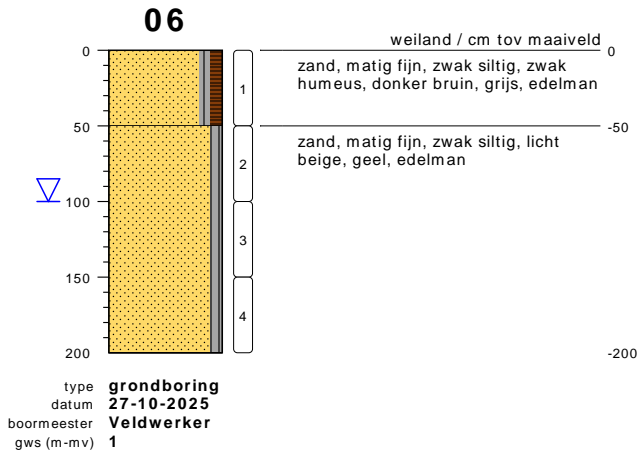 06
weiland / cm tov maaiveld
0
0
zand, matig fijn, zwak siltig, zwak
humeus, donker bruin, grijs, edelman
1
50
-50
zand, matig fijn, zwak siltig, licht
beige, geel, edelman
2
100
3
150
4
200
-200
type grondboring
datum 27-10-2025
boormeester Veldwerker
gws (m-mv) 1